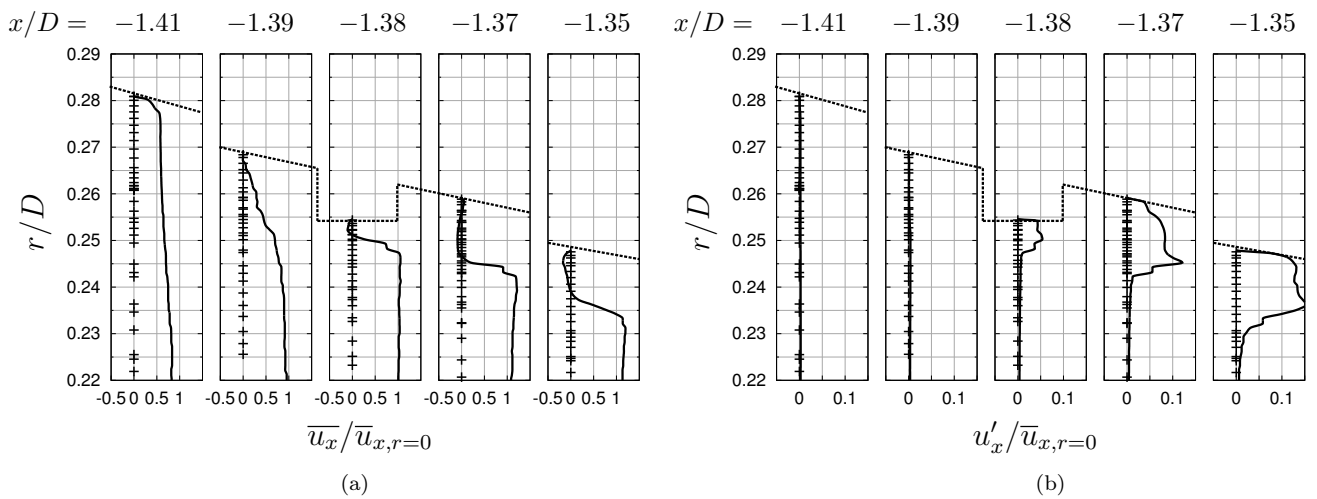 x/D = −1.41 −1.39 −1.38 −1.37 −1.35 x/D = −1.41 −1.39 −1.38 −1.37 −1.35
0.29 0.29
0.28 0.28
0.27 0.27
0.26 0.26
r/D r/D
0.25 0.25
0.24 0.24
0.23 0.23
0.22 0.22
-0.5 0 0.5 1 -0.5 0 0.5 1 -0.5 0 0.5 1 -0.5 0 0.5 1 -0.5 0 0.5 1 0 0.1 0 0.1 0 0.1 0 0.1 0 0.1
u̅x̅/u̅x,r=0 u′x/u̅x,r=0
(a) (b)